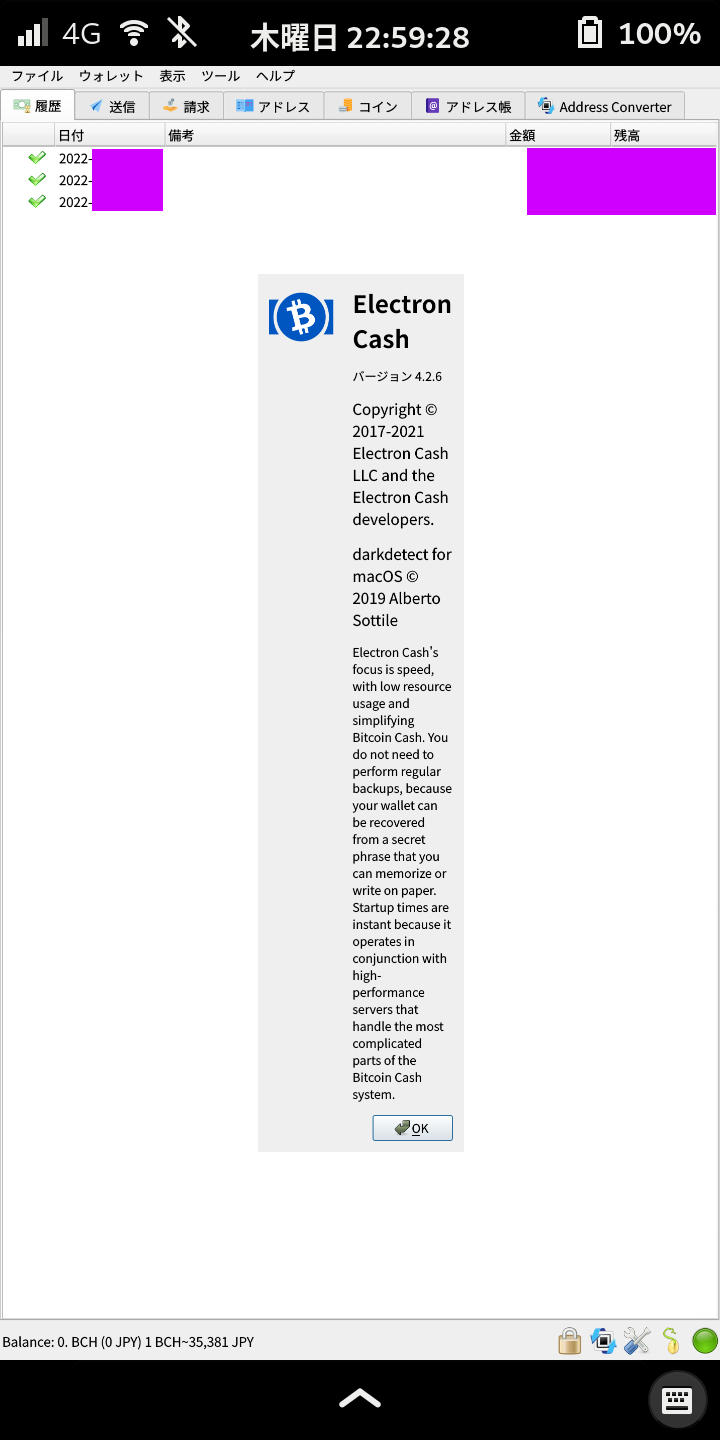 4G 木曜日 22:59:28 100%
ファイル ウォレット 表示 ツール ヘルプ
履歴 送信 請求 アドレス コイン アドレス帳 Address Converter
日付 備考 金額 残高
2022-
2022-
2022-
Electron
Cash
バージョン 4.2.6
Copyright ©
2017-2021
Electron Cash
LLC and the
Electron Cash
developers.
darkdetect for
macOS ©
2019 Alberto
Sottile
Electron Cash's
focus is speed,
with low resource
usage and
simplifying
Bitcoin Cash. You
do not need to
perform regular
backups, because
your wallet can
be recovered
from a secret
phrase that you
can memorize or
write on paper.
Startup times are
instant because it
operates in
conjunction with
high-
performance
servers that
handle the most
complicated
parts of the
Bitcoin Cash
system.
OK
Balance: 0. BCH (0 JPY) 1 BCH~35,381 JPY